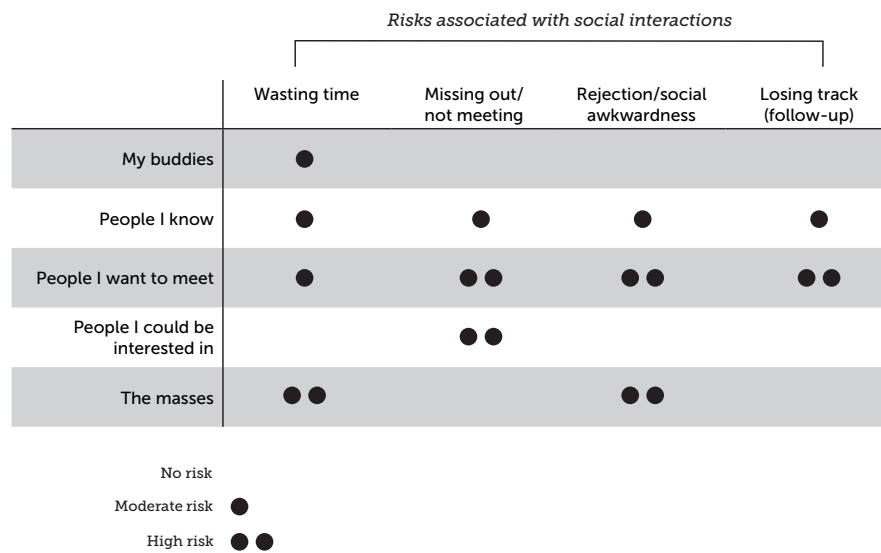 Risks associated with social interactions
Wasting time
Missing out/
not meeting
Rejection/social
awkwardness
Losing track
(follow-up)
My buddies
People I know
People I want to meet
People I could be
interested in
The masses
No risk
Moderate risk
High risk